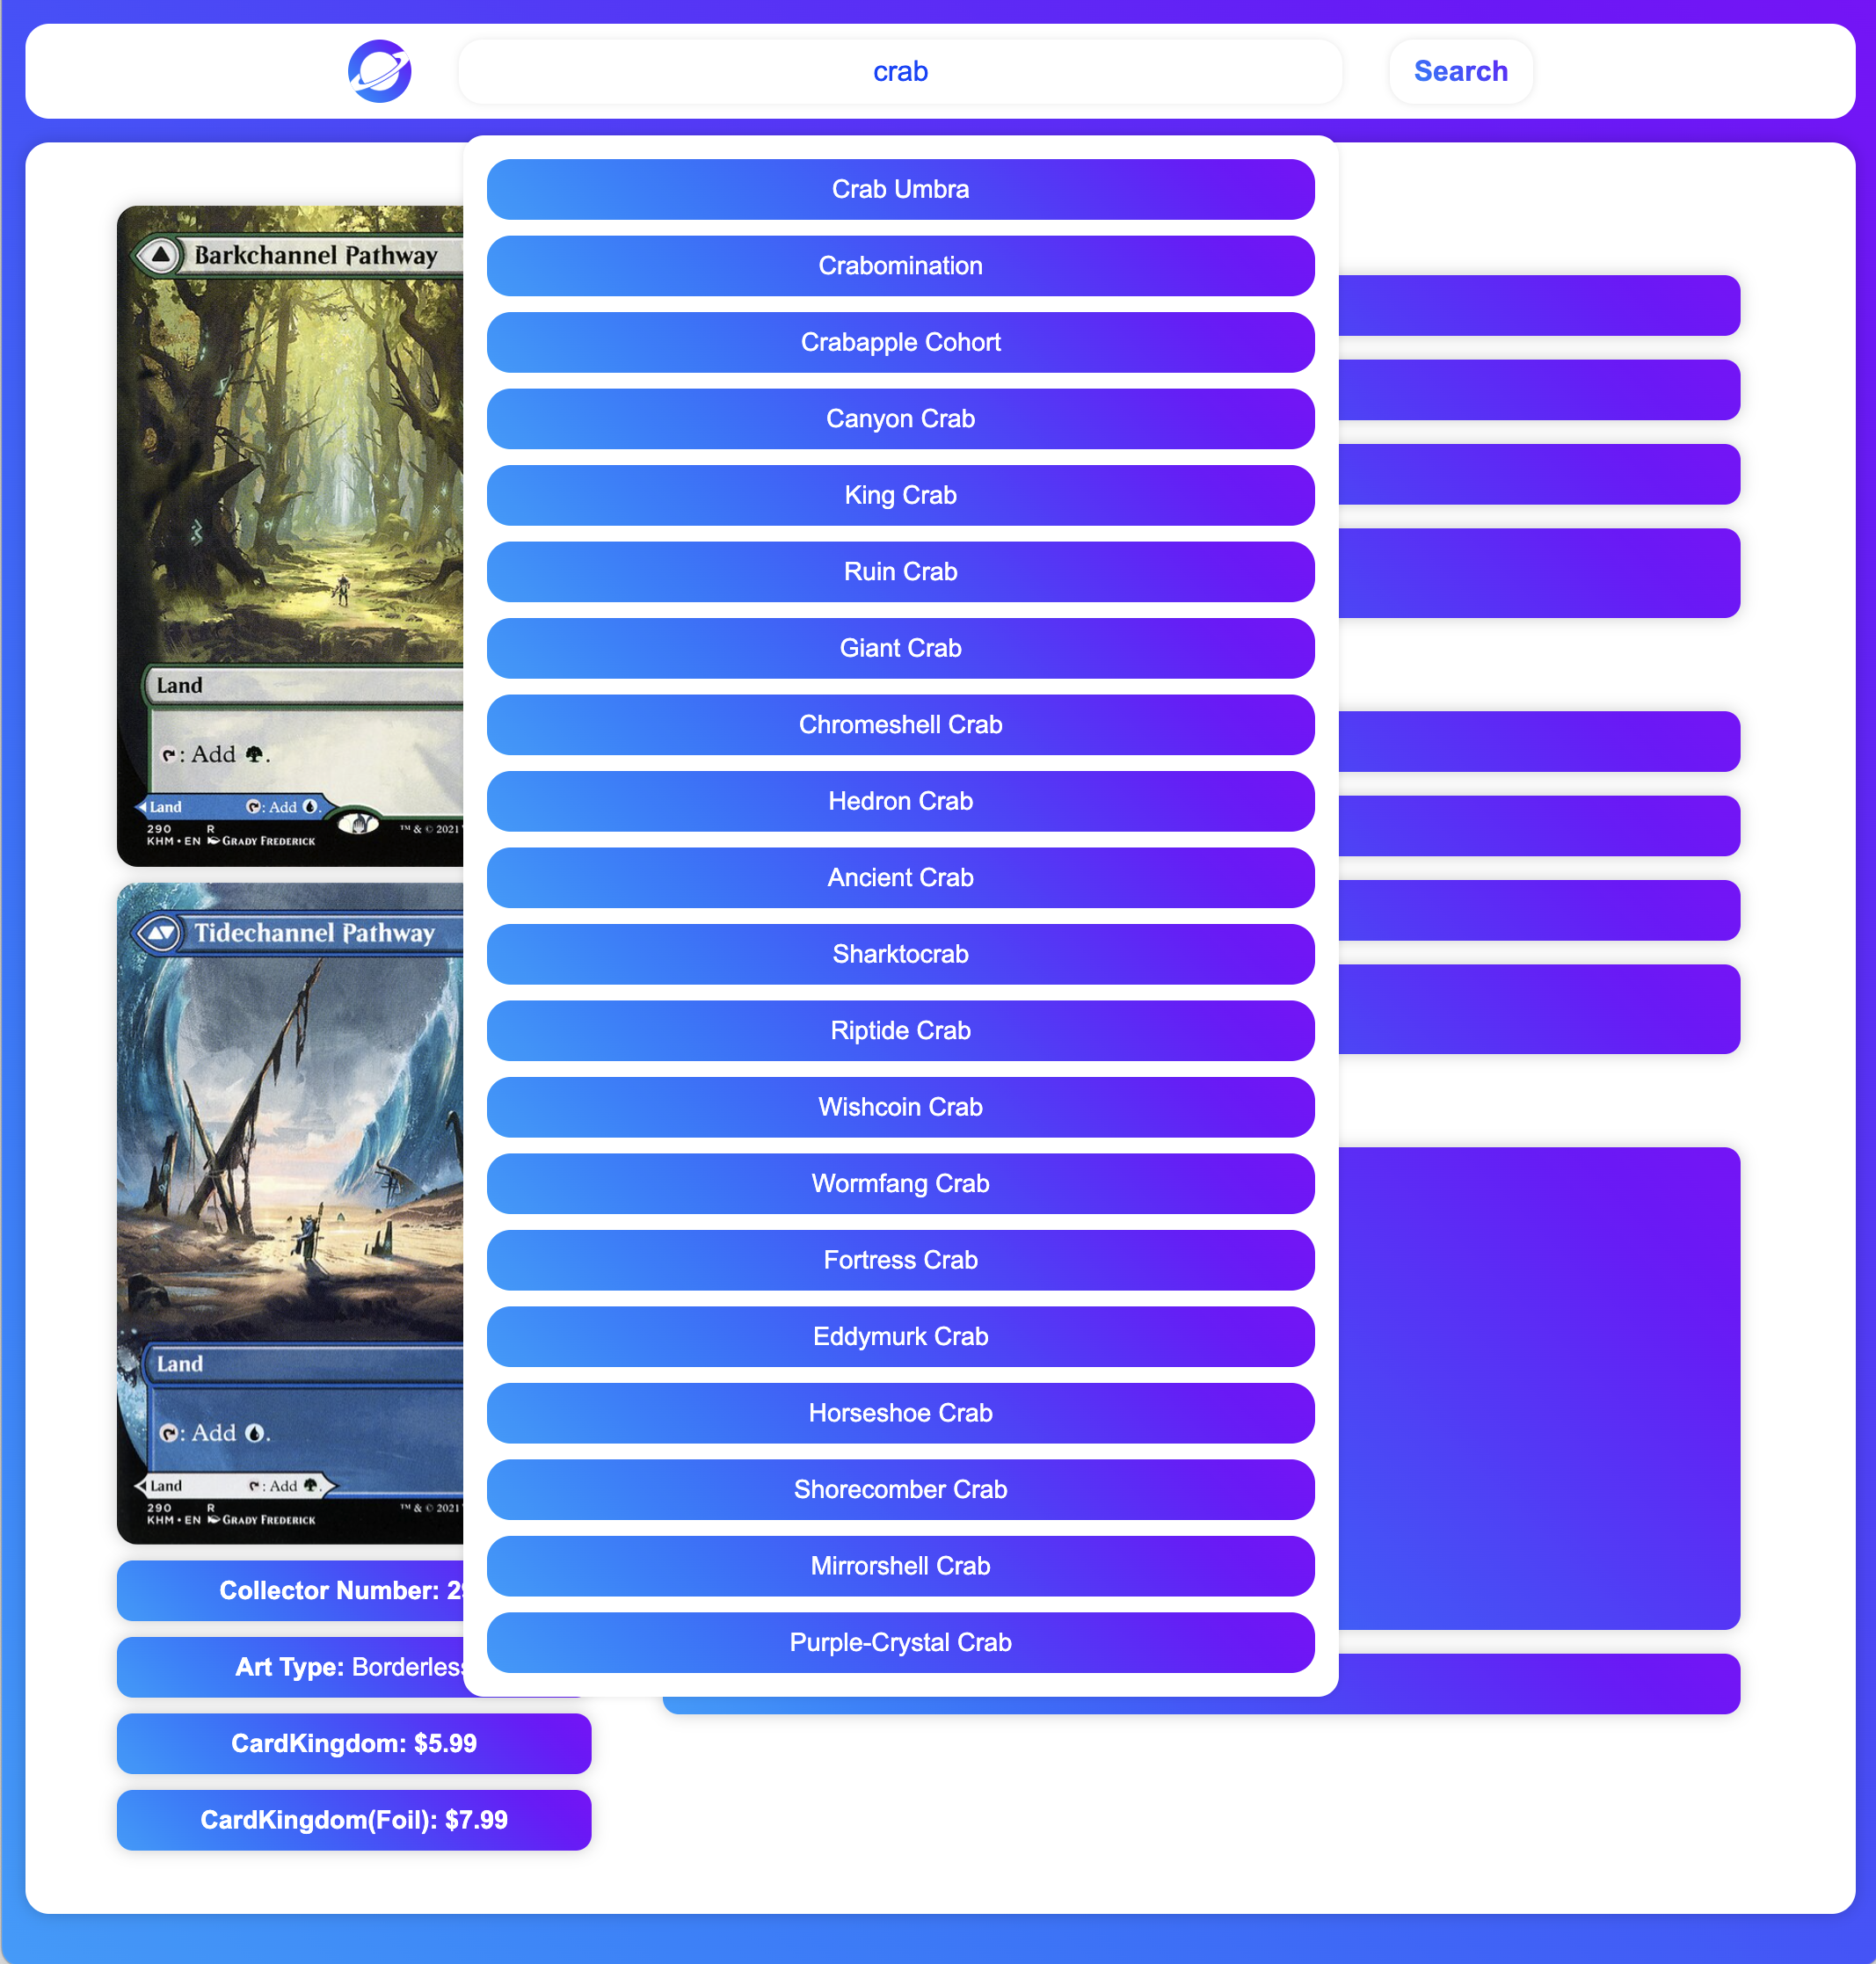 crab
Search
Crab Umbra
Crabomination
Crabapple Cohort
Canyon Crab
King Crab
Ruin Crab
Giant Crab
Chromeshell Crab
Hedron Crab
Ancient Crab
Sharktocrab
Riptide Crab
Wishcoin Crab
Wormfang Crab
Fortress Crab
Eddymurk Crab
Horseshoe Crab
Shorecomber Crab
Mirrorshell Crab
Purple-Crystal Crab
Barkchannel Pathway
Land
: Add .
Land : Add .
290 R
KHM • EN GRADY FREDERICK
™ & © 2021
Tidechannel Pathway
Land
: Add .
Land : Add .
290 R
KHM • EN GRADY FREDERICK
™ & © 2021
Collector Number: 2
Art Type: Borderless
CardKingdom: $5.99
CardKingdom(Foil): $7.99